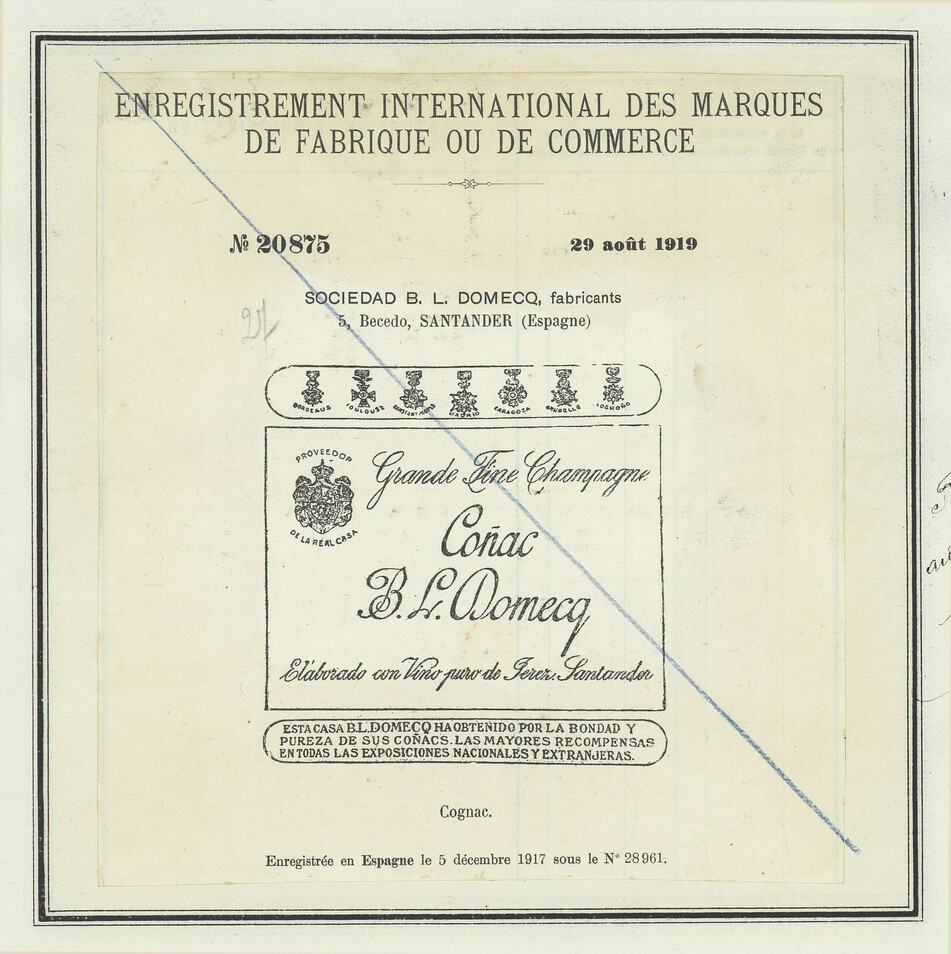 ENREGISTREMENT INTERNATIONAL DES MARQUES
DE FABRIQUE OU DE COMMERCE
№ 20875
29 août 1919
SOCIEDAD B. L. DOMECQ, fabricants
5, Becedo, SANTANDER (Espagne)
BORDEAUS TOULOUSE MADRID ZARAGOZA BRUSELLS LOGROÑO
PROVEEDOR
DE LA REAL CASA
Grande Fine Champagne
Coñac
B. L. Domecq
Elaborado con Vino puro de Jerez. Santander
ESTA CASA B.L. DOMECQ HA OBTENIDO POR LA BONDAD Y
PUREZA DE SUS COÑACS. LAS MAYORES RECOMPENSAS
EN TODAS LAS EXPOSICIONES NACIONALES Y EXTRANJERAS.
Cognac.
Enregistrée en Espagne le 5 décembre 1917 sous le N° 28961.